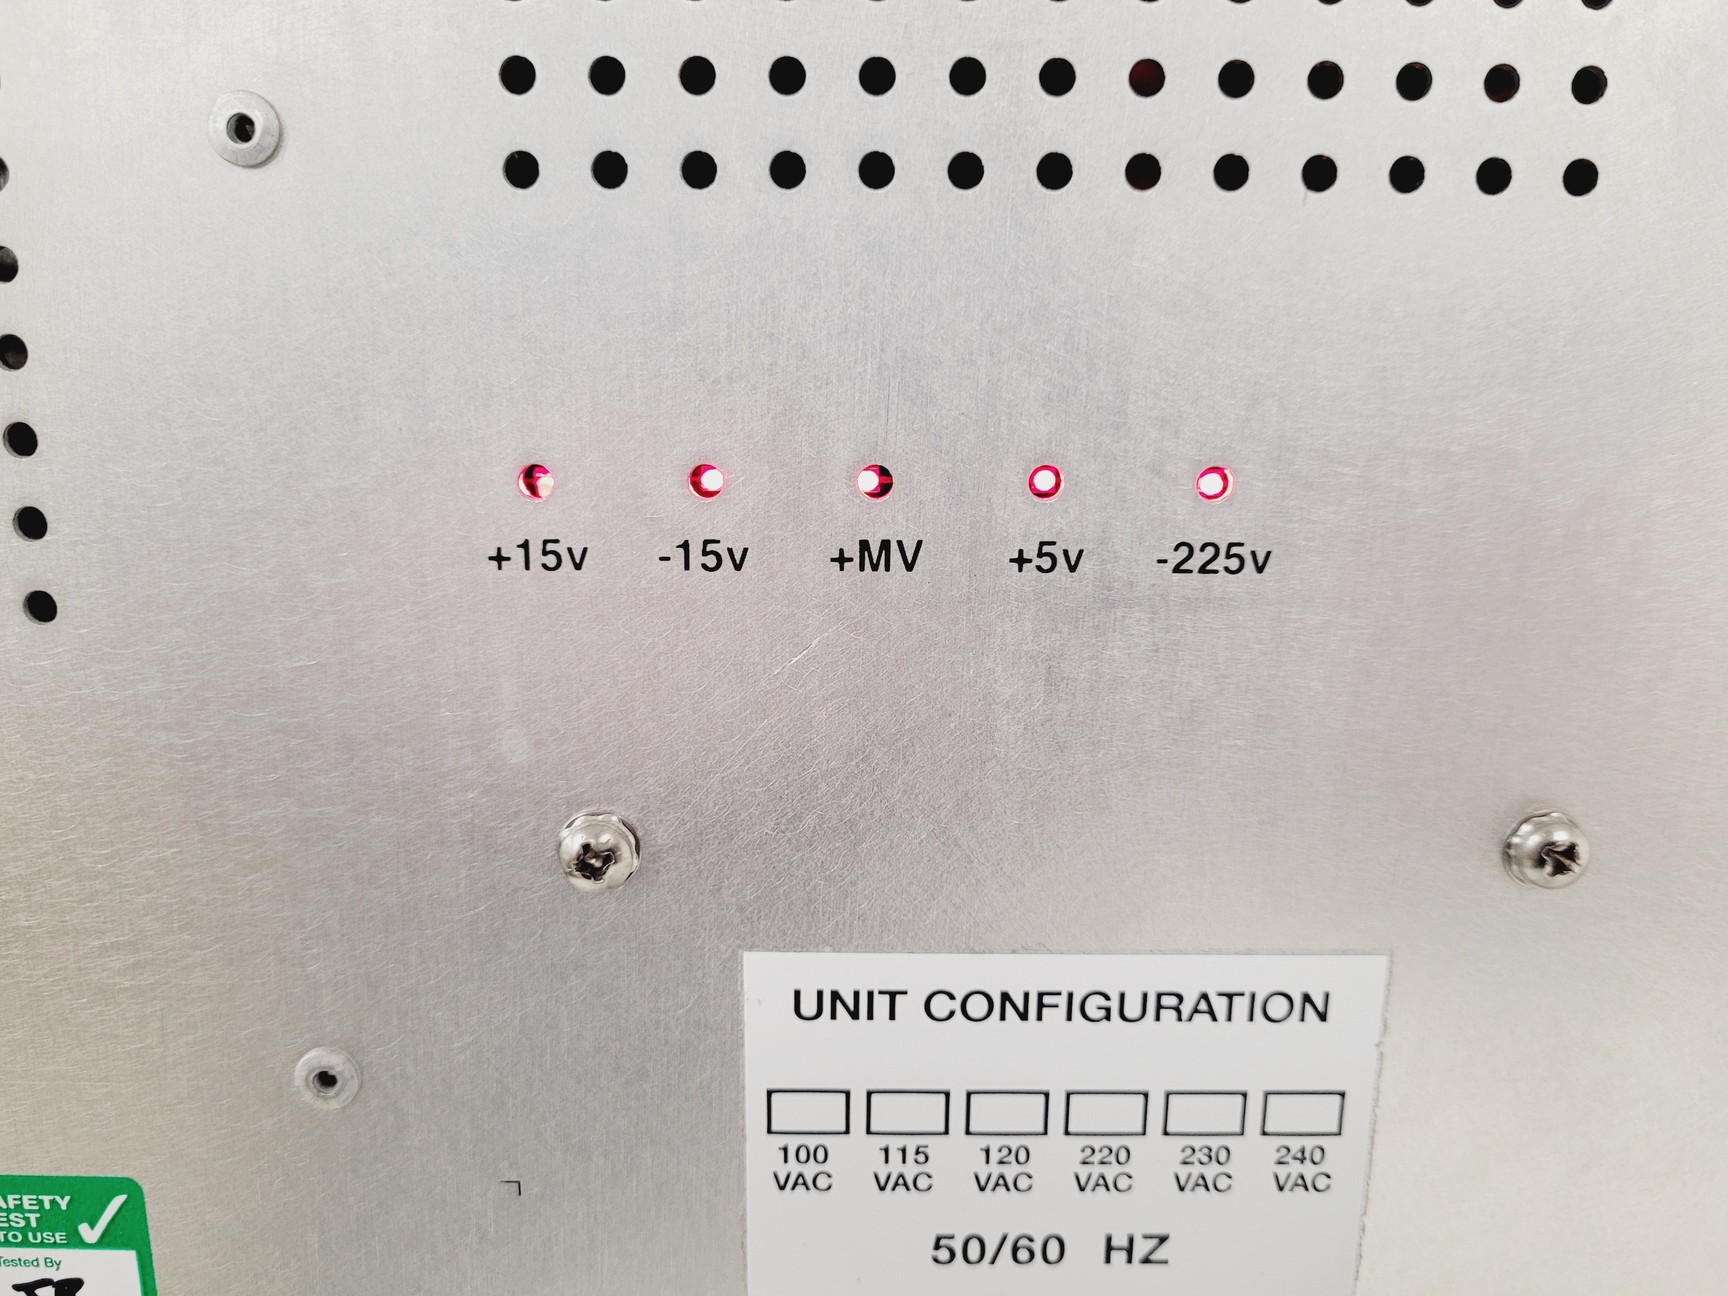 +15v -15v +MV +5v -225v
UNIT CONFIGURATION
100 115 120 220 230 240
VAC VAC VAC VAC VAC VAC
50/60 HZ
AFETY
EST
TO USE
Tested By